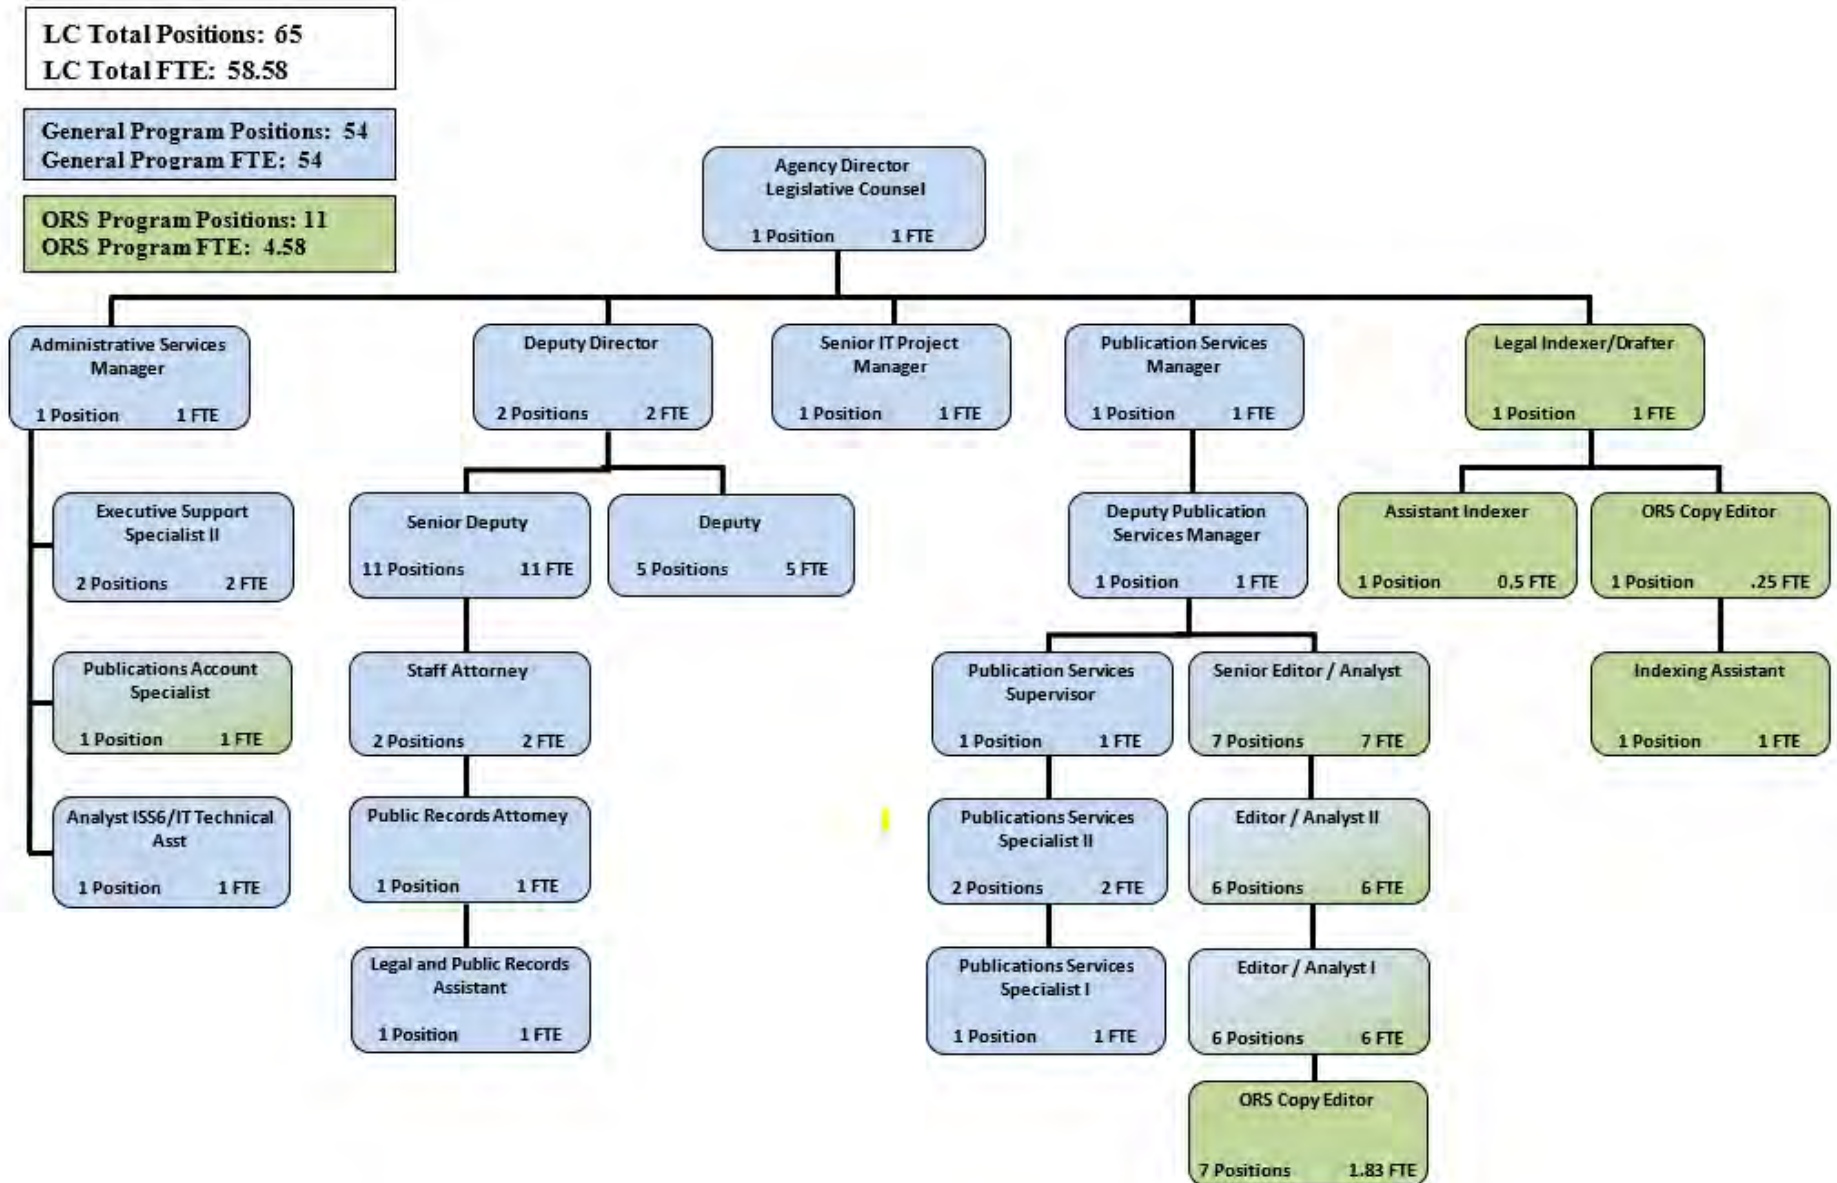 LC Total Positions: 65
LC Total FTE: 58.58
General Program Positions: 54
General Program FTE: 54
ORS Program Positions: 11
ORS Program FTE: 4.58
Agency Director
Legislative Counsel
1 Position 1 FTE
Administrative Services
Manager
1 Position 1 FTE
Deputy Director
2 Positions 2 FTE
Senior IT Project
Manager
1 Position 1 FTE
Publication Services
Manager
1 Position 1 FTE
Legal Indexer/Drafter
1 Position 1 FTE
Executive Support
Specialist II
2 Positions 2 FTE
Senior Deputy
11 Positions 11 FTE
Deputy
5 Positions 5 FTE
Deputy Publication
Services Manager
1 Position 1 FTE
Assistant Indexer
1 Position 0.5 FTE
ORS Copy Editor
1 Position .25 FTE
Publications Account
Specialist
1 Position 1 FTE
Staff Attorney
2 Positions 2 FTE
Publication Services
Supervisor
1 Position 1 FTE
Senior Editor / Analyst
7 Positions 7 FTE
Indexing Assistant
1 Position 1 FTE
Analyst ISS6/IT Technical
Asst
1 Position 1 FTE
Public Records Attorney
1 Position 1 FTE
Publications Services
Specialist II
2 Positions 2 FTE
Editor / Analyst II
6 Positions 6 FTE
Legal and Public Records
Assistant
1 Position 1 FTE
Publications Services
Specialist I
1 Position 1 FTE
Editor / Analyst I
6 Positions 6 FTE
ORS Copy Editor
7 Positions 1.83 FTE